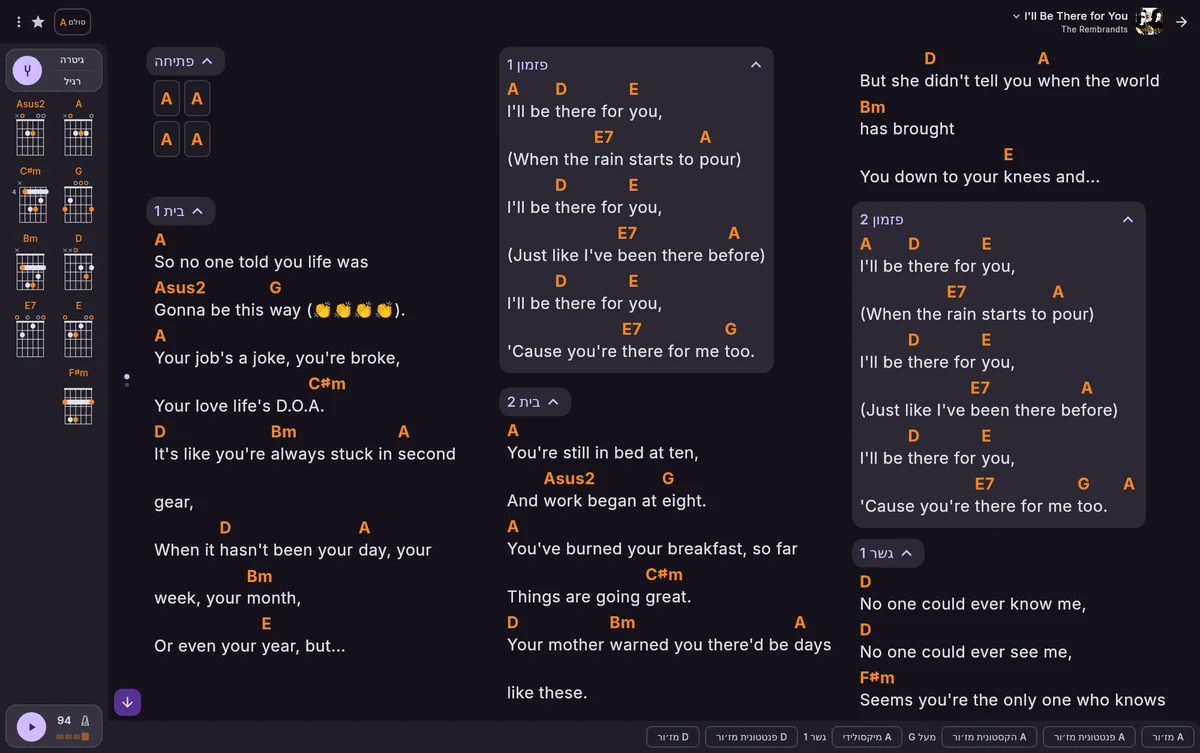 סולם A
I'll Be There for You
The Rembrandts
גיטרה
רגיל
Asus2 A
C#m G
Bm D
E7 E
F#m
94
פתיחה
A A
A A
בית 1
A
So no one told you life was
Asus2 G
Gonna be this way (👏👏👏👏).
A
Your job's a joke, you're broke,
C#m
Your love life's D.O.A.
D Bm A
It's like you're always stuck in second
gear,
D A
When it hasn't been your day, your
Bm
week, your month,
E
Or even your year, but...
פזמון 1
A D E
I'll be there for you,
E7 A
(When the rain starts to pour)
D E
I'll be there for you,
E7 A
(Just like I've been there before)
D E
I'll be there for you,
E7 G
'Cause you're there for me too.
בית 2
A
You're still in bed at ten,
Asus2 G
And work began at eight.
A
You've burned your breakfast, so far
C#m
Things are going great.
D Bm A
Your mother warned you there'd be days
like these.
D A
But she didn't tell you when the world
Bm
has brought
E
You down to your knees and...
פזמון 2
A D E
I'll be there for you,
E7 A
(When the rain starts to pour)
D E
I'll be there for you,
E7 A
(Just like I've been there before)
D E
I'll be there for you,
E7 G A
'Cause you're there for me too.
גשר 1
D
No one could ever know me,
D
No one could ever see me,
F#m
Seems you're the only one who knows
A מז׳ור A פנטטונית מז׳ור A הקסטונית מז׳ור מעל G A מיקסולידי גשר 1 D פנטטונית מז׳ור D מז׳ור